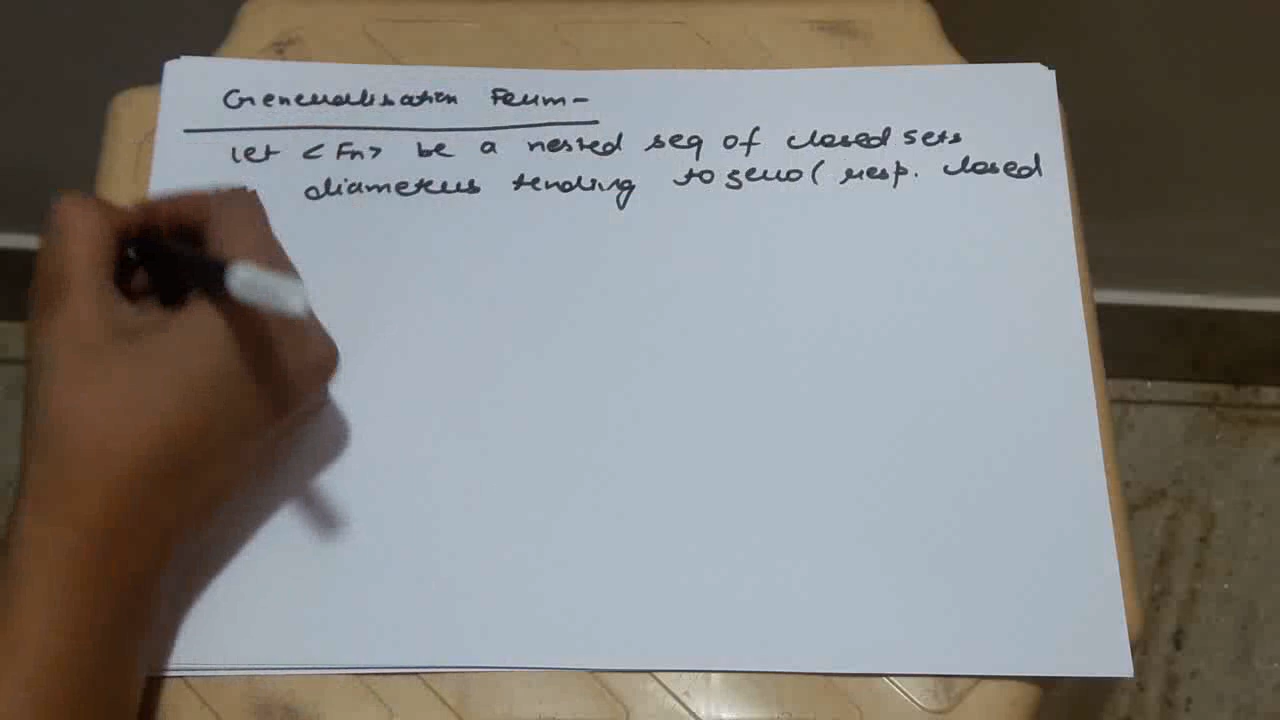 Generalisation Form-
let <Fn> be a nested seq of closed sets
diameters tending to zero ( resp. closed